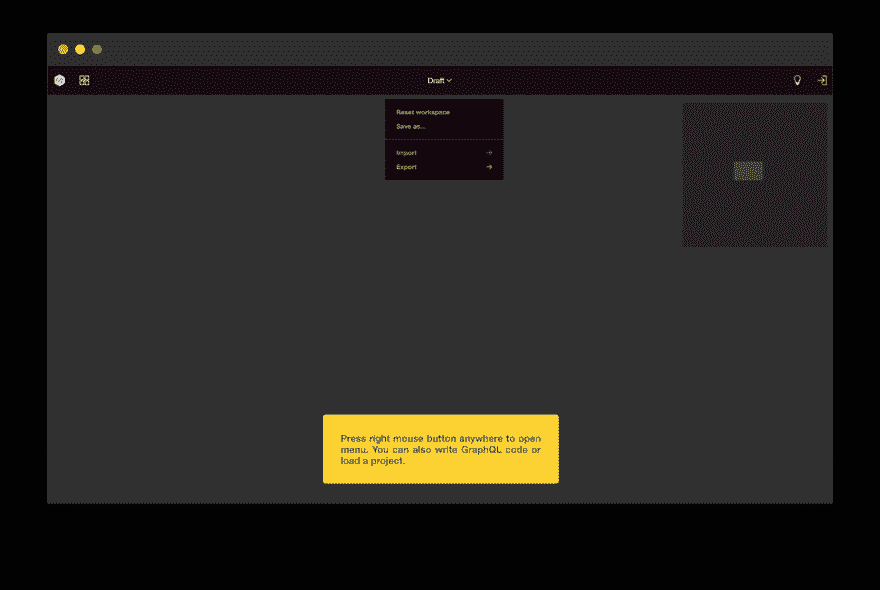 Draft
Reset workspace
Save as...
Import
Export
Press right mouse button anywhere to open
menu. You can also write GraphQL code or
load a project.